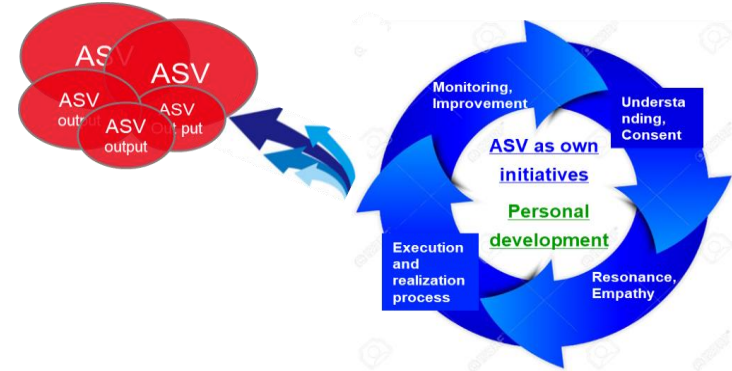 ASV
ASV
ASV
output
ASV
Out put
ASV
output
Monitoring,
Improvement
Understa
nding,
Consent
ASV as own
initiatives
Personal
development
Execution
and
realization
process
Resonance,
Empathy